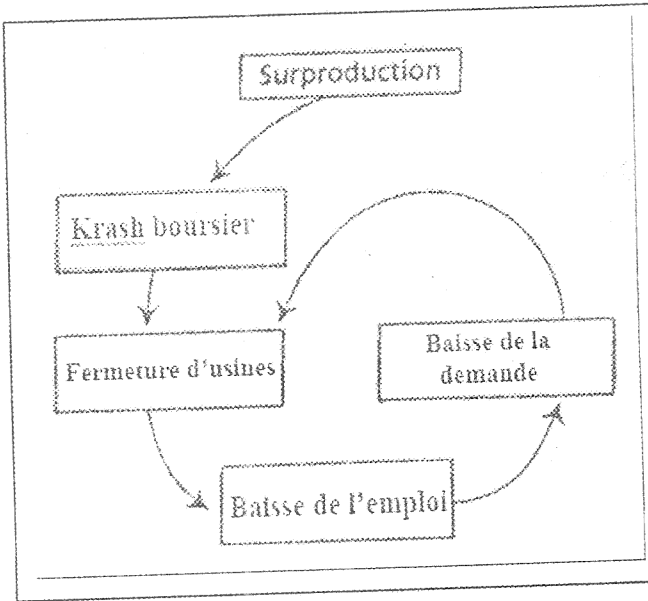 Surproduction
Krash boursier
Fermeture d'usines
Baisse de la
demande
Baisse de l'emploi